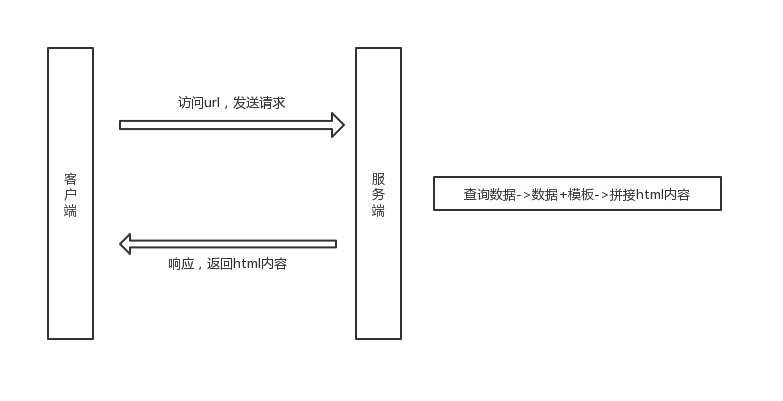 访问url，发送请求
客户端
服务端
查询数据->数据+模板->拼接html内容
响应，返回html内容